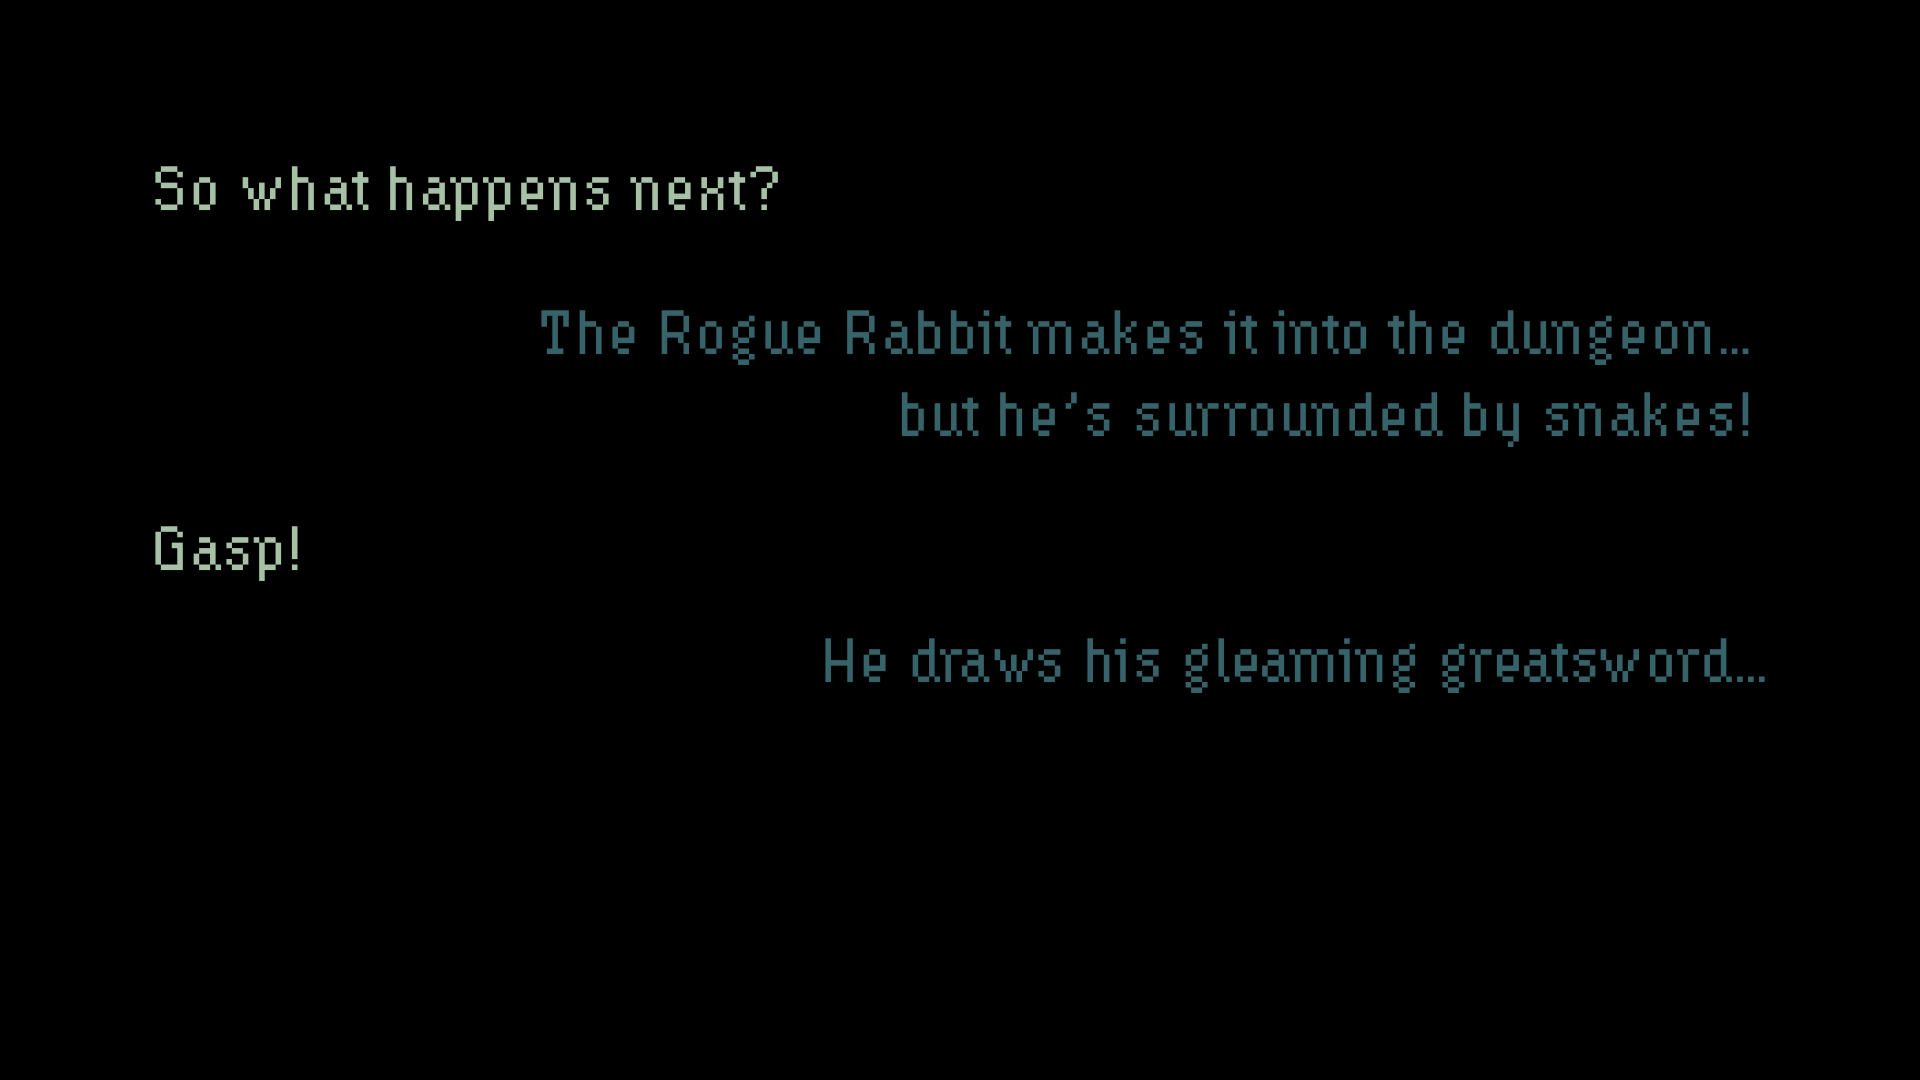 So what happens next?
The Rogue Rabbit makes it into the dungeon...
but he's surrounded by snakes!
Gasp!
He draws his gleaming greatsword...